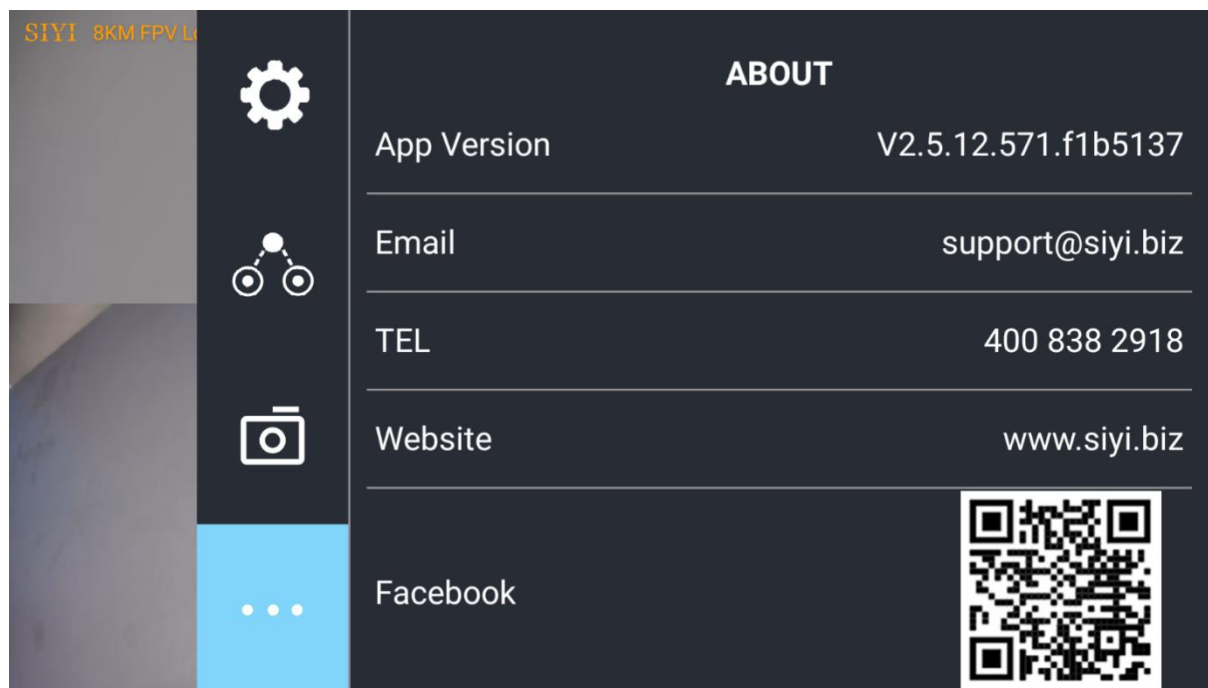 SIYI 8KM FPV
ABOUT
App Version V2.5.12.571.f1b5137
Email support@siyi.biz
TEL 400 838 2918
Website www.siyi.biz
Facebook